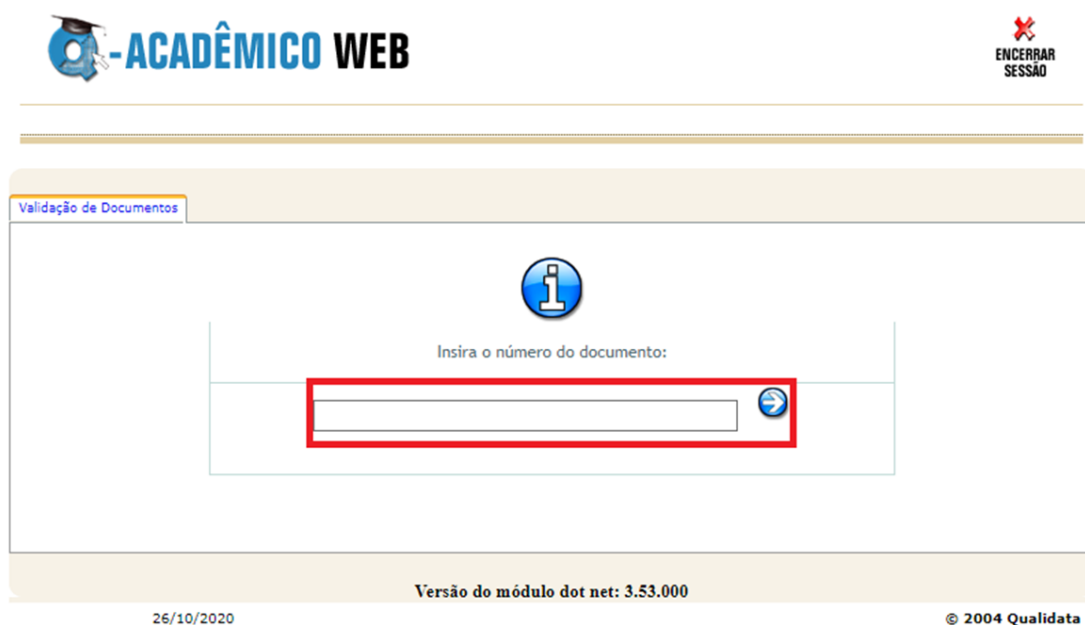 Q-ACADÊMICO WEB
ENCERRAR
SESSÃO
Validação de Documentos
Insira o número do documento:
Versão do módulo dot net: 3.53.000
26/10/2020
© 2004 Qualidata